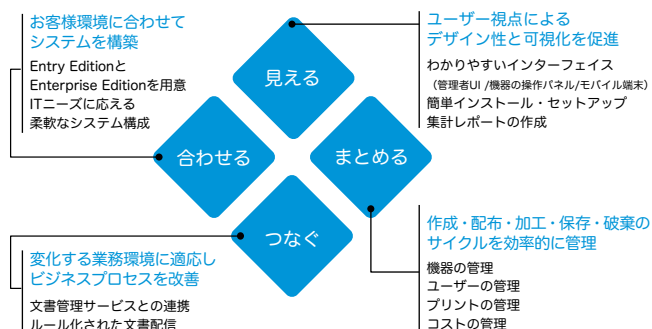 お客様環境に合わせて
システムを構築
Entry Editionと
Enterprise Editionを用意
ITニーズに応える
柔軟なシステム構成
ユーザー視点による
デザイン性と可視化を促進
わかりやすいインターフェイス
（管理者UI /機器の操作パネル/モバイル端末）
簡単インストール・セットアップ
集計レポートの作成
見える
合わせる
まとめる
つなぐ
変化する業務環境に適応し
ビジネスプロセスを改善
文書管理サービスとの連携
ルール化された文書配信
作成・配布・加工・保存・破棄の
サイクルを効率的に管理
機器の管理
ユーザーの管理
プリントの管理
コストの管理